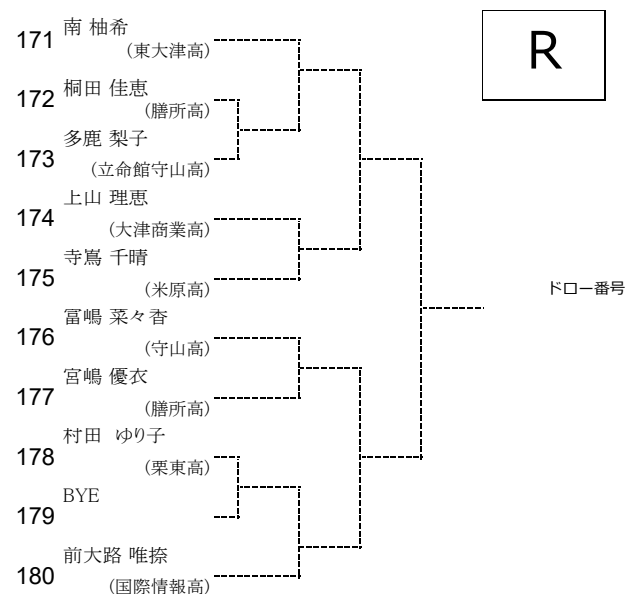 R
171 南 柚希
(東大津高)
172 桐田 佳恵
(膳所高)
173 多鹿 梨子
(立命館守山高)
174 上山 理恵
(大津商業高)
175 寺嶌 千晴
(米原高)
ドロー番号
176 冨嶋 菜々香
(守山高)
177 宮嶋 優衣
(膳所高)
178 村田 ゆり子
(栗東高)
179 BYE
180 前大路 唯捺
(国際情報高)